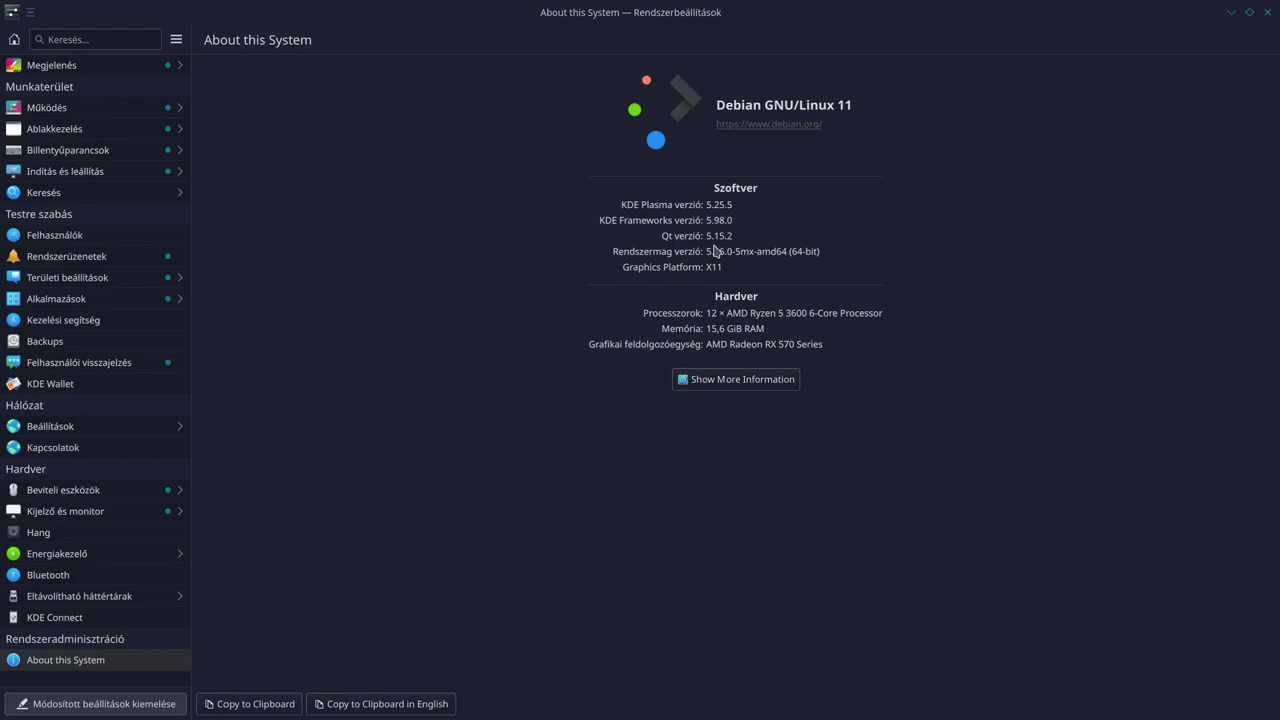 About this System — Rendszerbeállítások
Keresés...
About this System
Megjelenés
Munkaterület
Működés
Ablakkezelés
Billentyűparancsok
Indítás és leállítás
Keresés
Testre szabás
Felhasználók
Rendszerüzenetek
Területi beállítások
Alkalmazások
Kezelési segítség
Backups
Felhasználói visszajelzés
KDE Wallet
Hálózat
Beállítások
Kapcsolatok
Hardver
Beviteli eszközök
Kijelző és monitor
Hang
Energiakezelő
Bluetooth
Eltávolítható háttértárak
KDE Connect
Rendszeradminisztráció
About this System
Módosított beállítások kiemelése
Debian GNU/Linux 11
https://www.debian.org/
Szoftver
KDE Plasma verzió: 5.25.5
KDE Frameworks verzió: 5.98.0
Qt verzió: 5.15.2
Rendszermag verzió: (64-bit)
Graphics Platform: X11
Hardver
Processzorok: 12 × AMD Ryzen 5 3600 6-Core Processor
Memória: 15,6 GiB RAM
Grafikai feldolgozóegység: AMD Radeon RX 570 Series
Show More Information
Copy to Clipboard
Copy to Clipboard in English